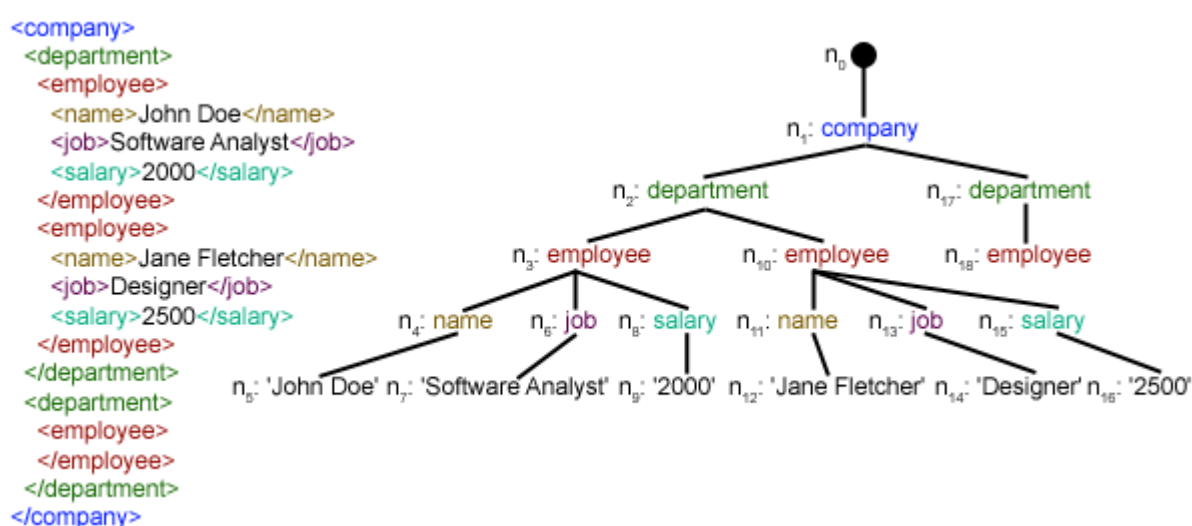 <company>
<department>
<employee>
<name>John Doe</name>
<job>Software Analyst</job>
<salary>2000</salary>
</employee>
<employee>
<name>Jane Fletcher</name>
<job>Designer</job>
<salary>2500</salary>
</employee>
</department>
<department>
<employee>
</employee>
</department>
</company>
n₀
n₁: company
n₂: department n₁₇: department
n₃: employee n₁₀: employee n₁₈: employee
n₄: name n₆: job n₈: salary n₁₁: name n₁₃: job n₁₅: salary
n₅: 'John Doe' n₇: 'Software Analyst' n₉: '2000' n₁₂: 'Jane Fletcher' n₁₄: 'Designer' n₁₆: '2500'